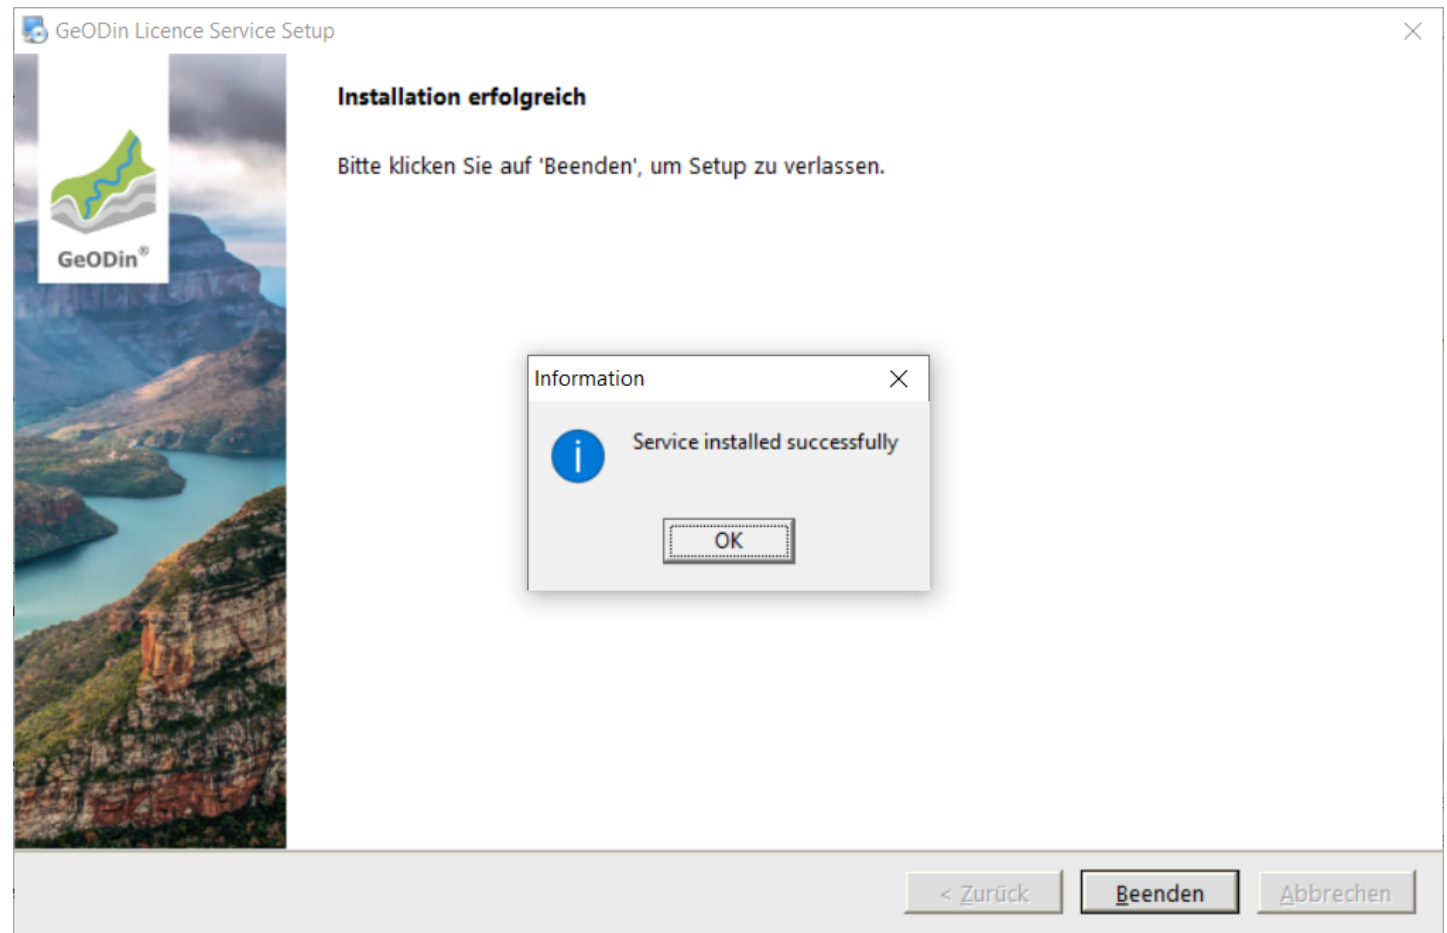 GeODin Licence Service Setup
Installation erfolgreich
Bitte klicken Sie auf 'Beenden', um Setup zu verlassen.
GeODin®
Information
Service installed successfully
OK
< Zurück
Beenden
Abbrechen